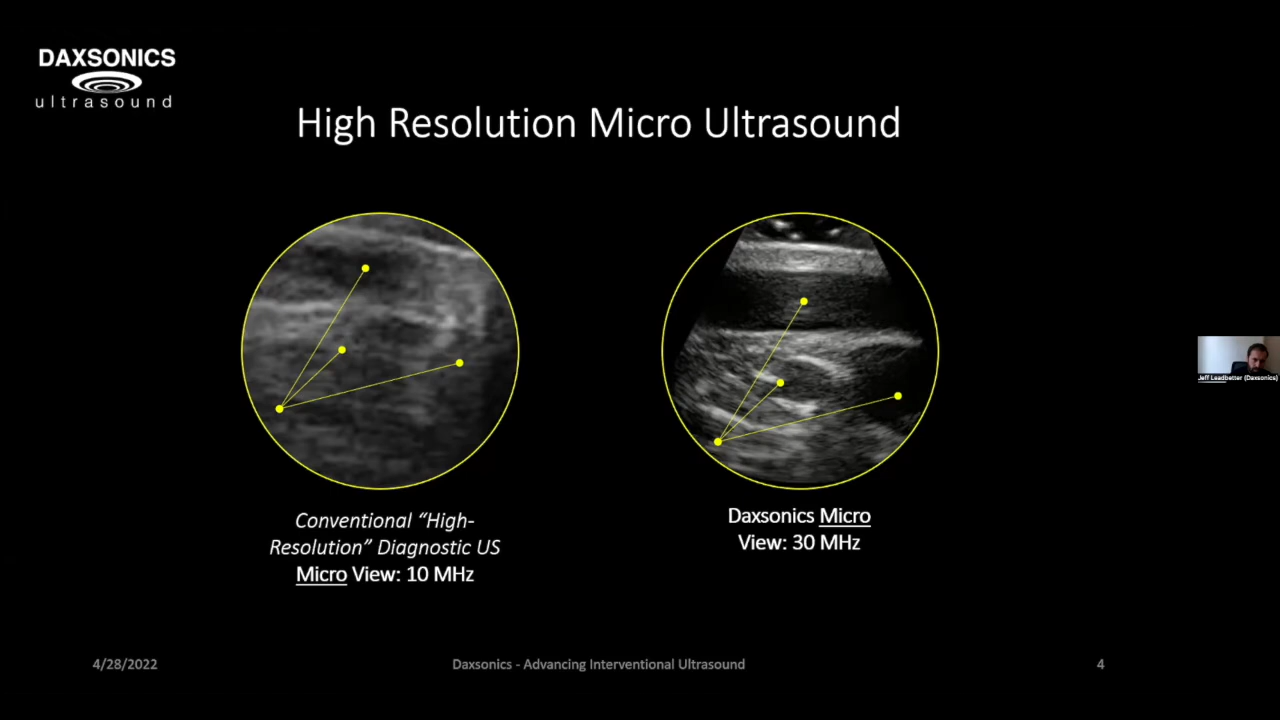 DAXSONICS
ultrasound
High Resolution Micro Ultrasound
Conventional “High-
Resolution” Diagnostic US
Micro View: 10 MHz
Daxsonics Micro
View: 30 MHz
Jeff Leadbetter (Daxsonics)
4/28/2022
Daxsonics - Advancing Interventional Ultrasound
4